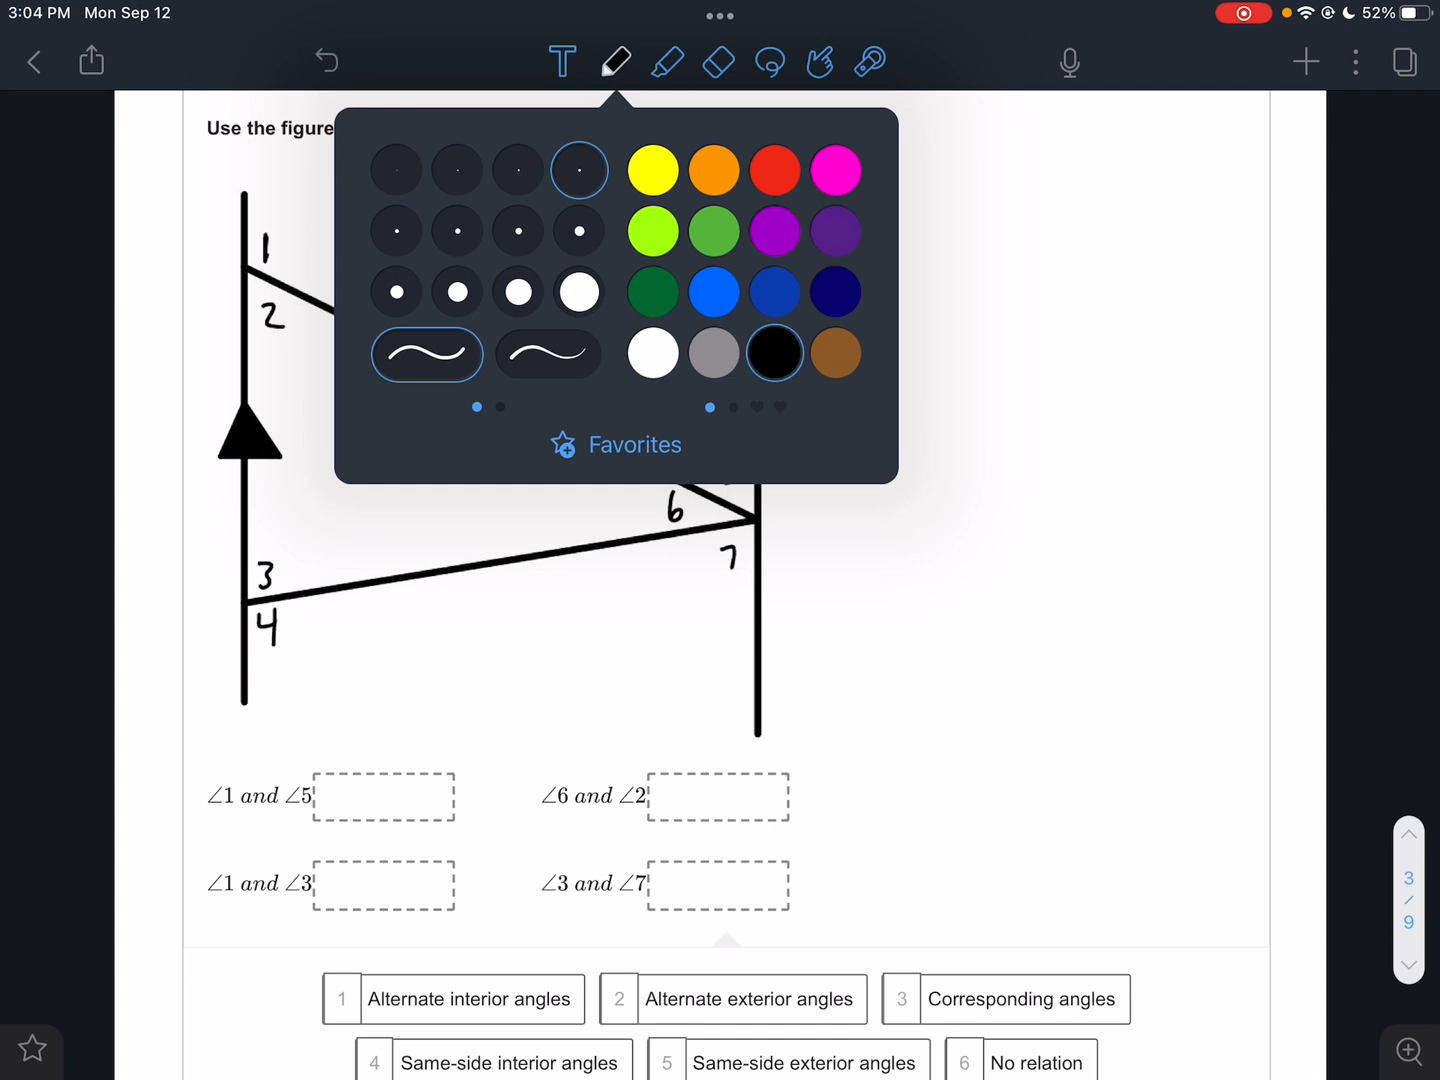 3:04 PM Mon Sep 12
52%
T
Use the figure
1
2
Favorites
6
7
3
4
∠1 and ∠5
∠6 and ∠2
∠1 and ∠3
∠3 and ∠7
3
/
9
1 Alternate interior angles
2 Alternate exterior angles
3 Corresponding angles
4 Same-side interior angles
5 Same-side exterior angles
6 No relation